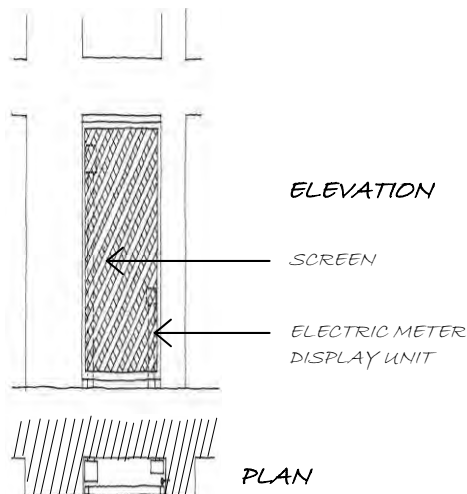 ELEVATION
SCREEN
ELECTRIC METER
DISPLAY UNIT
PLAN